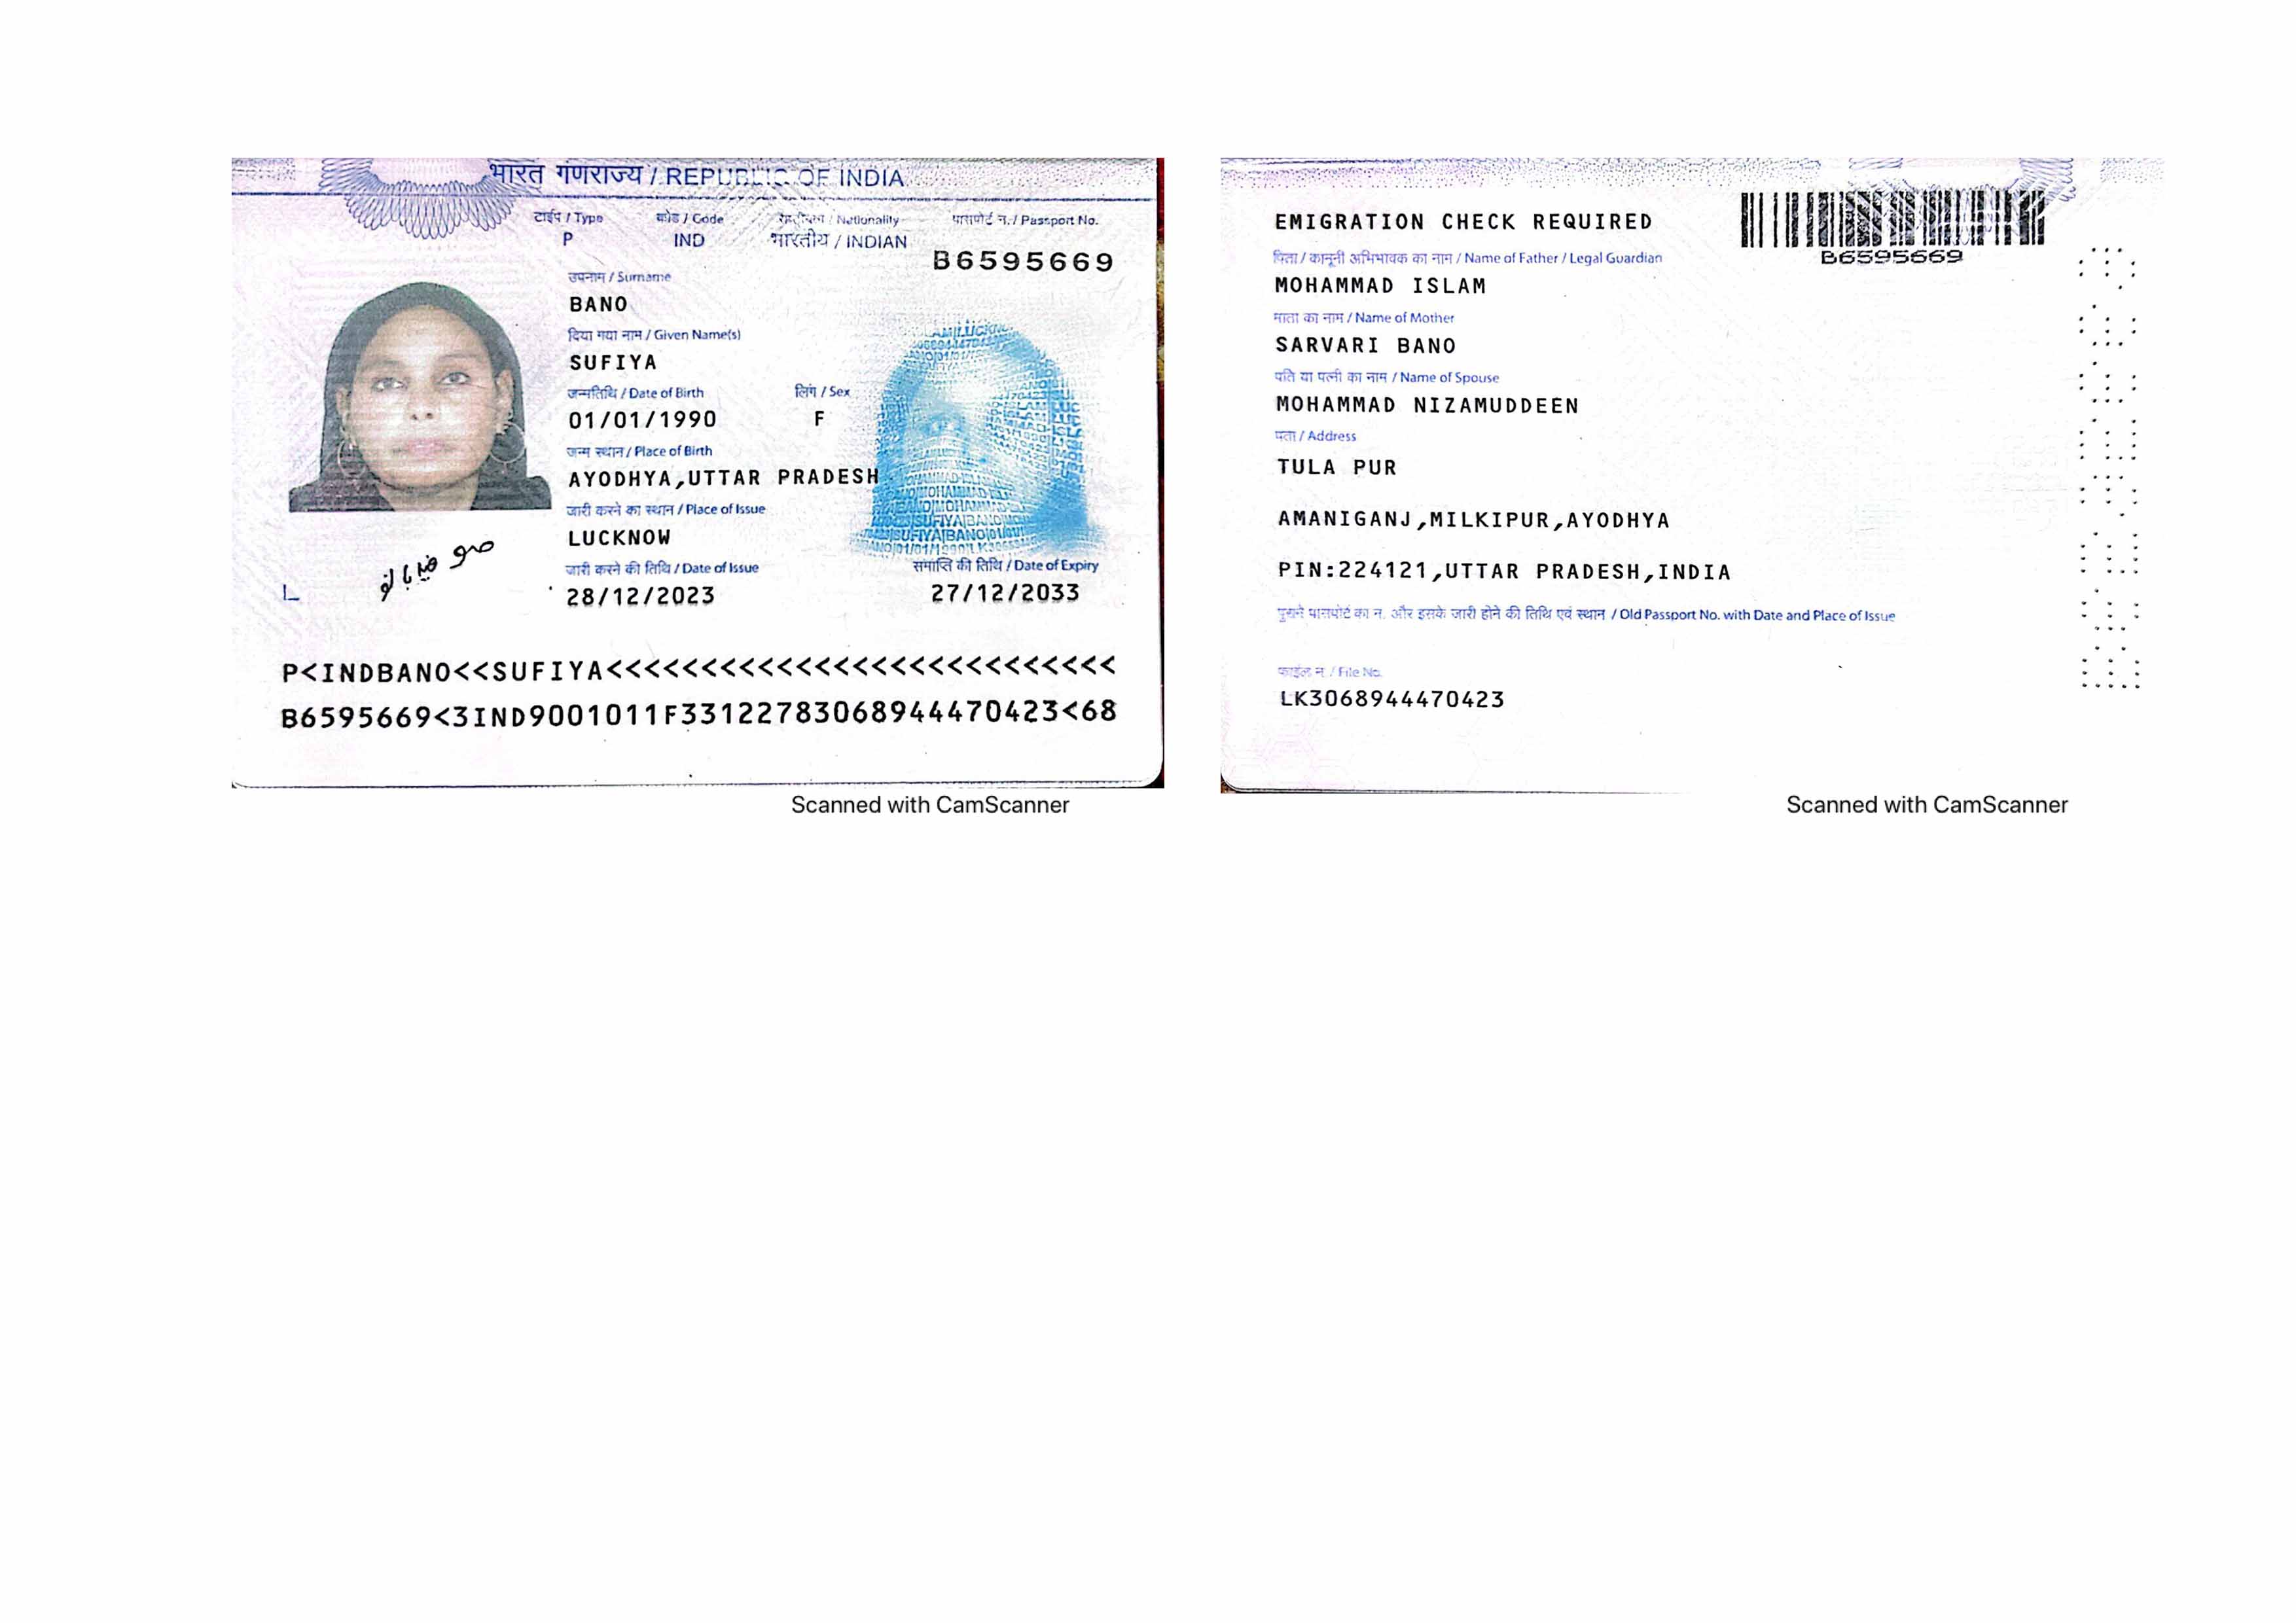 भारत गणराज्य / REPUBLIC OF INDIA
टाईप / Type
कोड / Code
राष्ट्रीयता / Nationality
पासपोर्ट न. / Passport No.
P
IND
भारतीय / INDIAN
B6595669
उपनाम / Surname
BANO
दिया गया नाम / Given Name(s)
SUFIYA
जन्मतिथि / Date of Birth
लिंग / Sex
01/01/1990
F
जन्म स्थान / Place of Birth
AYODHYA,UTTAR PRADESH
जारी करने का स्थान / Place of Issue
LUCKNOW
जारी करने की तिथि / Date of Issue
समाप्ति की तिथि / Date of Expiry
28/12/2023
27/12/2033
صوفیہ بانو
P<INDBANO<<SUFIYA<<<<<<<<<<<<<<<<<<<<<<<<<<<
B6595669<3IND9001011F3312278306894​4470423<68
Scanned with CamScanner
EMIGRATION CHECK REQUIRED
B6595669
पिता / कानूनी अभिभावक का नाम / Name of Father / Legal Guardian
MOHAMMAD ISLAM
माता का नाम / Name of Mother
SARVARI BANO
पति या पत्नी का नाम / Name of Spouse
MOHAMMAD NIZAMUDDEEN
पता / Address
TULA PUR
AMANIGANJ,MILKIPUR,AYODHYA
PIN:224121,UTTAR PRADESH,INDIA
पुराने पासपोर्ट का न. और इसके जारी होने की तिथि एवं स्थान / Old Passport No. with Date and Place of Issue
फाईल न. / File No.
LK3068944470423
Scanned with CamScanner